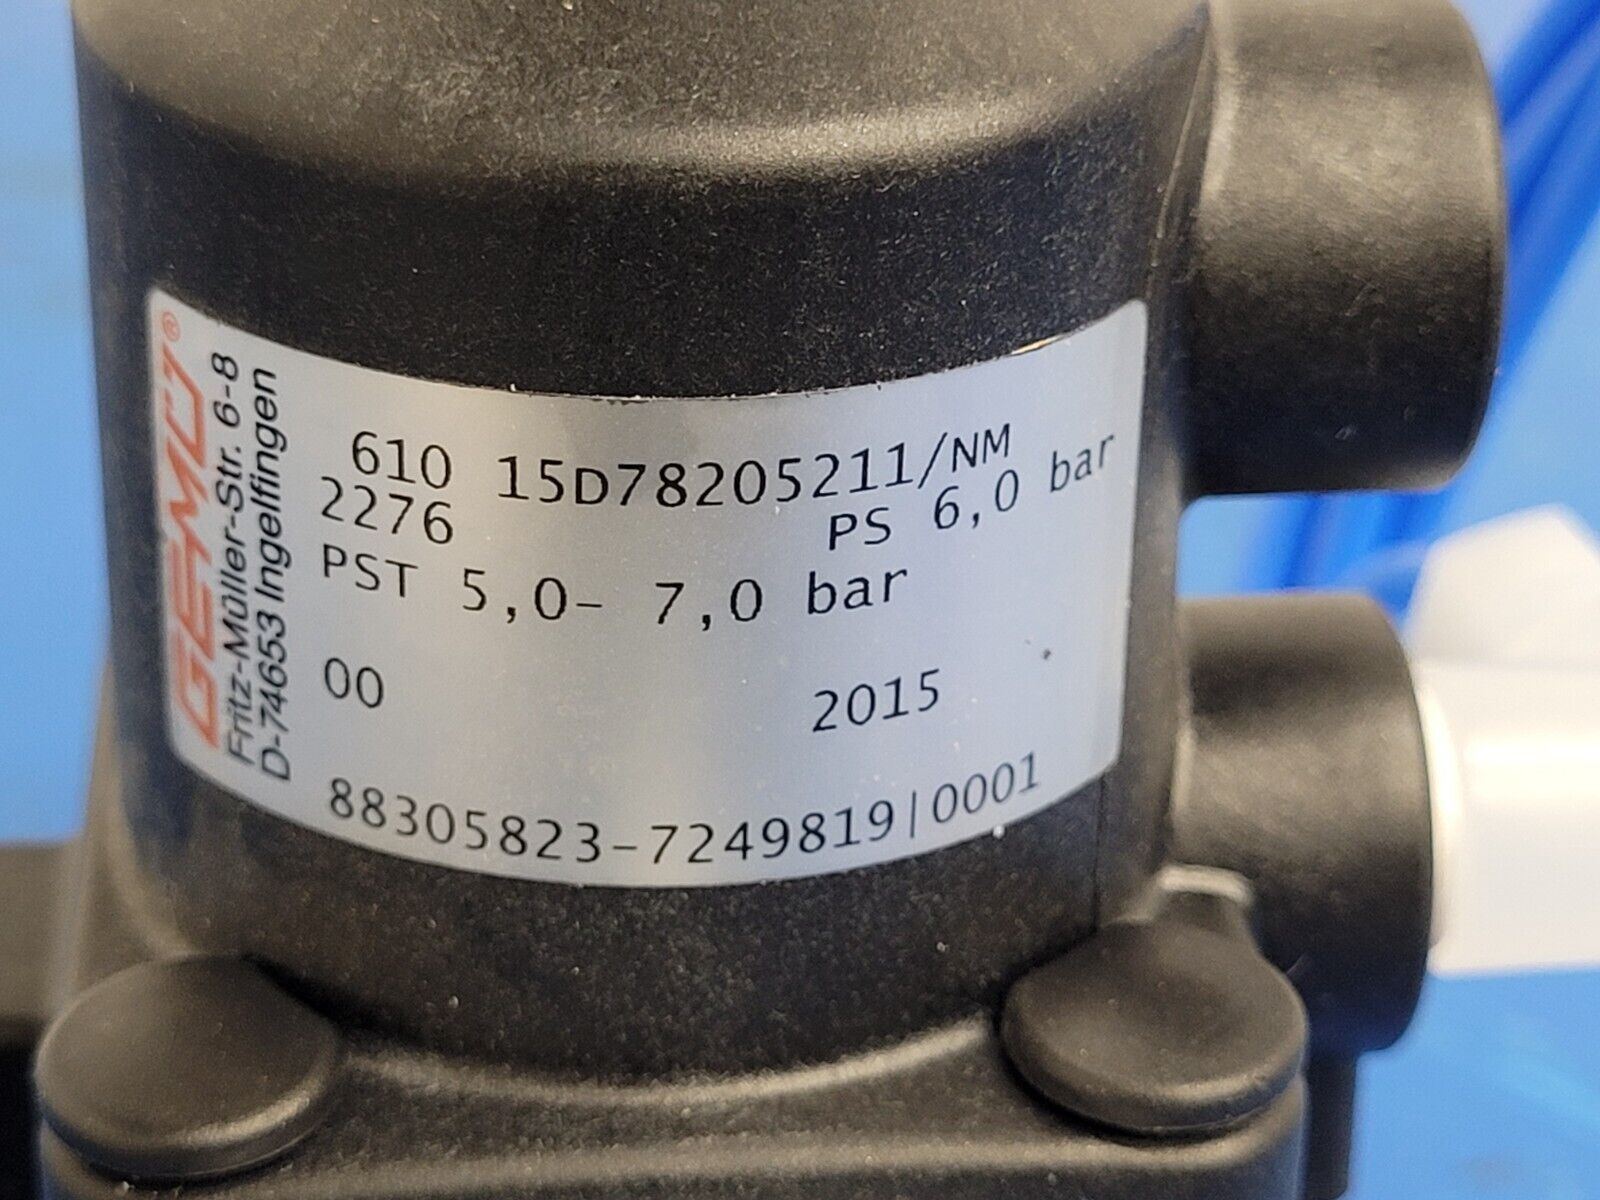 GEMÜ®
Fritz-Müller-Str. 6-8
D-74653 Ingelfingen
610 15D78205211/NM
2276 PS 6,0 bar
PST 5,0- 7,0 bar
00 2015
88305823-7249819|0001